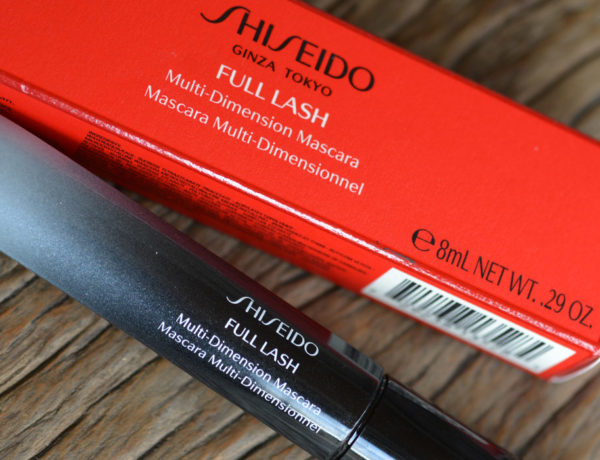 SHISEIDO
GINZA TOKYO
FULL LASH
Multi-Dimension Mascara
Mascara Multi-Dimensionnel
℮ 8mL NET WT. .29 OZ.
SHISEIDO
FULL LASH
Multi-Dimension Mascara
Mascara Multi-Dimensionnel